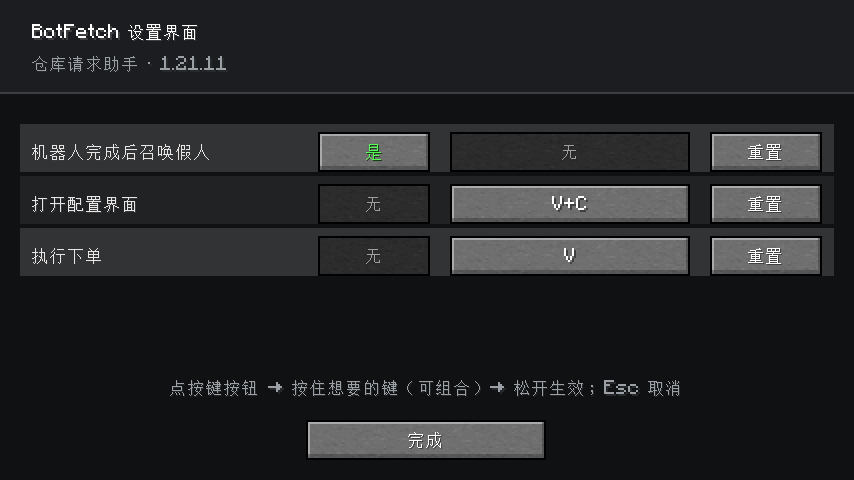 BotFetch 设置界面
仓库请求助手 · 1.21.11
机器人完成后召唤假人 是 无 重置
打开配置界面 无 V+C 重置
执行下单 无 V 重置
点按键按钮 → 按住想要的键（可组合）→ 松开生效；Esc 取消
完成